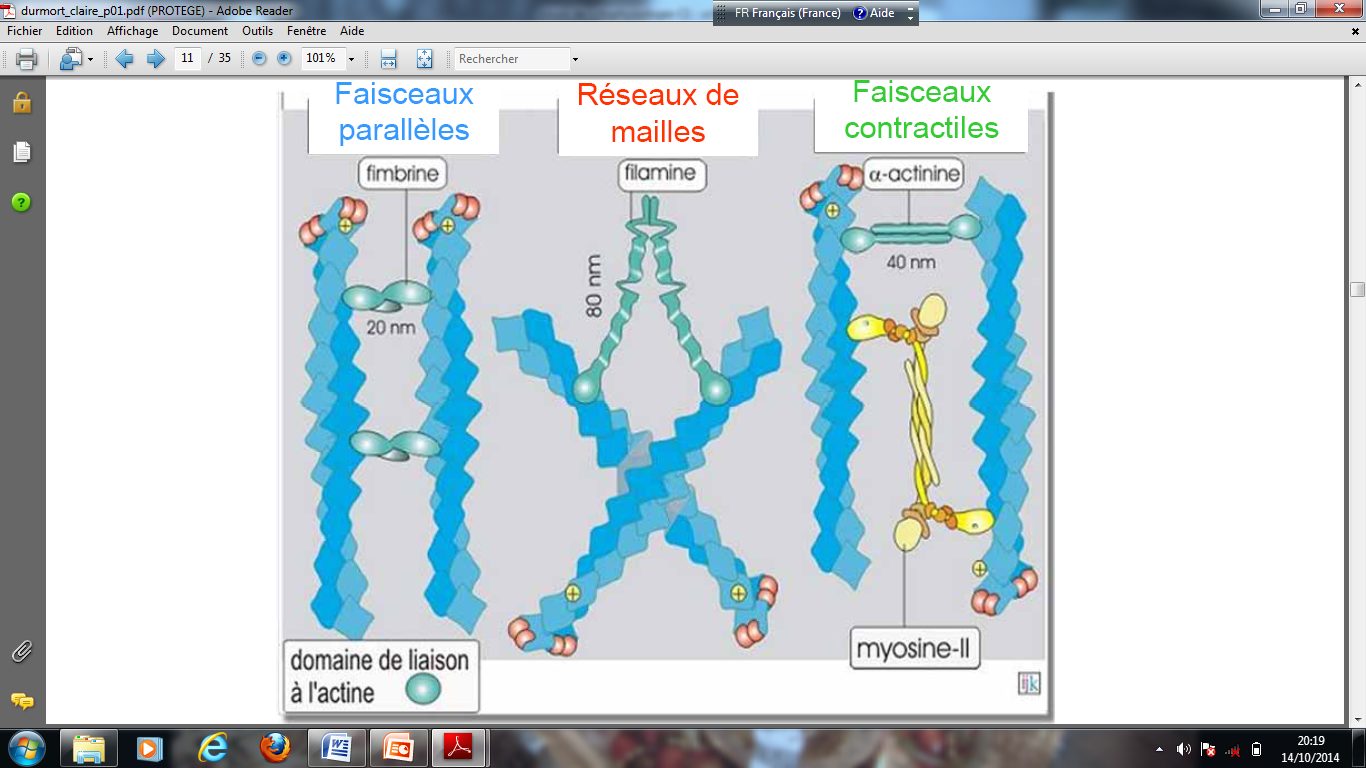 durmort_claire_p01.pdf (PROTEGE) - Adobe Reader
FR Français (France) Aide
Fichier Edition Affichage Document Outils Fenêtre Aide
11 / 35 101% Rechercher
Faisceaux
parallèles
Réseaux de
mailles
Faisceaux
contractiles
fimbrine
filamine
α-actinine
20 nm
80 nm
40 nm
domaine de liaison
à l'actine
myosine-II
ijk
20:19
14/10/2014